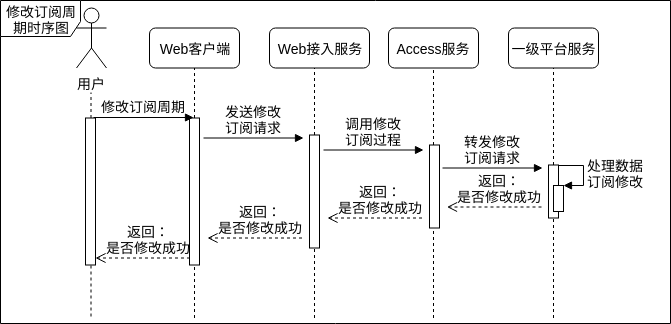 修改订阅周
期时序图
用户
Web客户端
Web接入服务
Access服务
一级平台服务
修改订阅周期
发送修改
订阅请求
调用修改
订阅过程
转发修改
订阅请求
处理数据
订阅修改
返回：
是否修改成功
返回：
是否修改成功
返回：
是否修改成功
返回：
是否修改成功